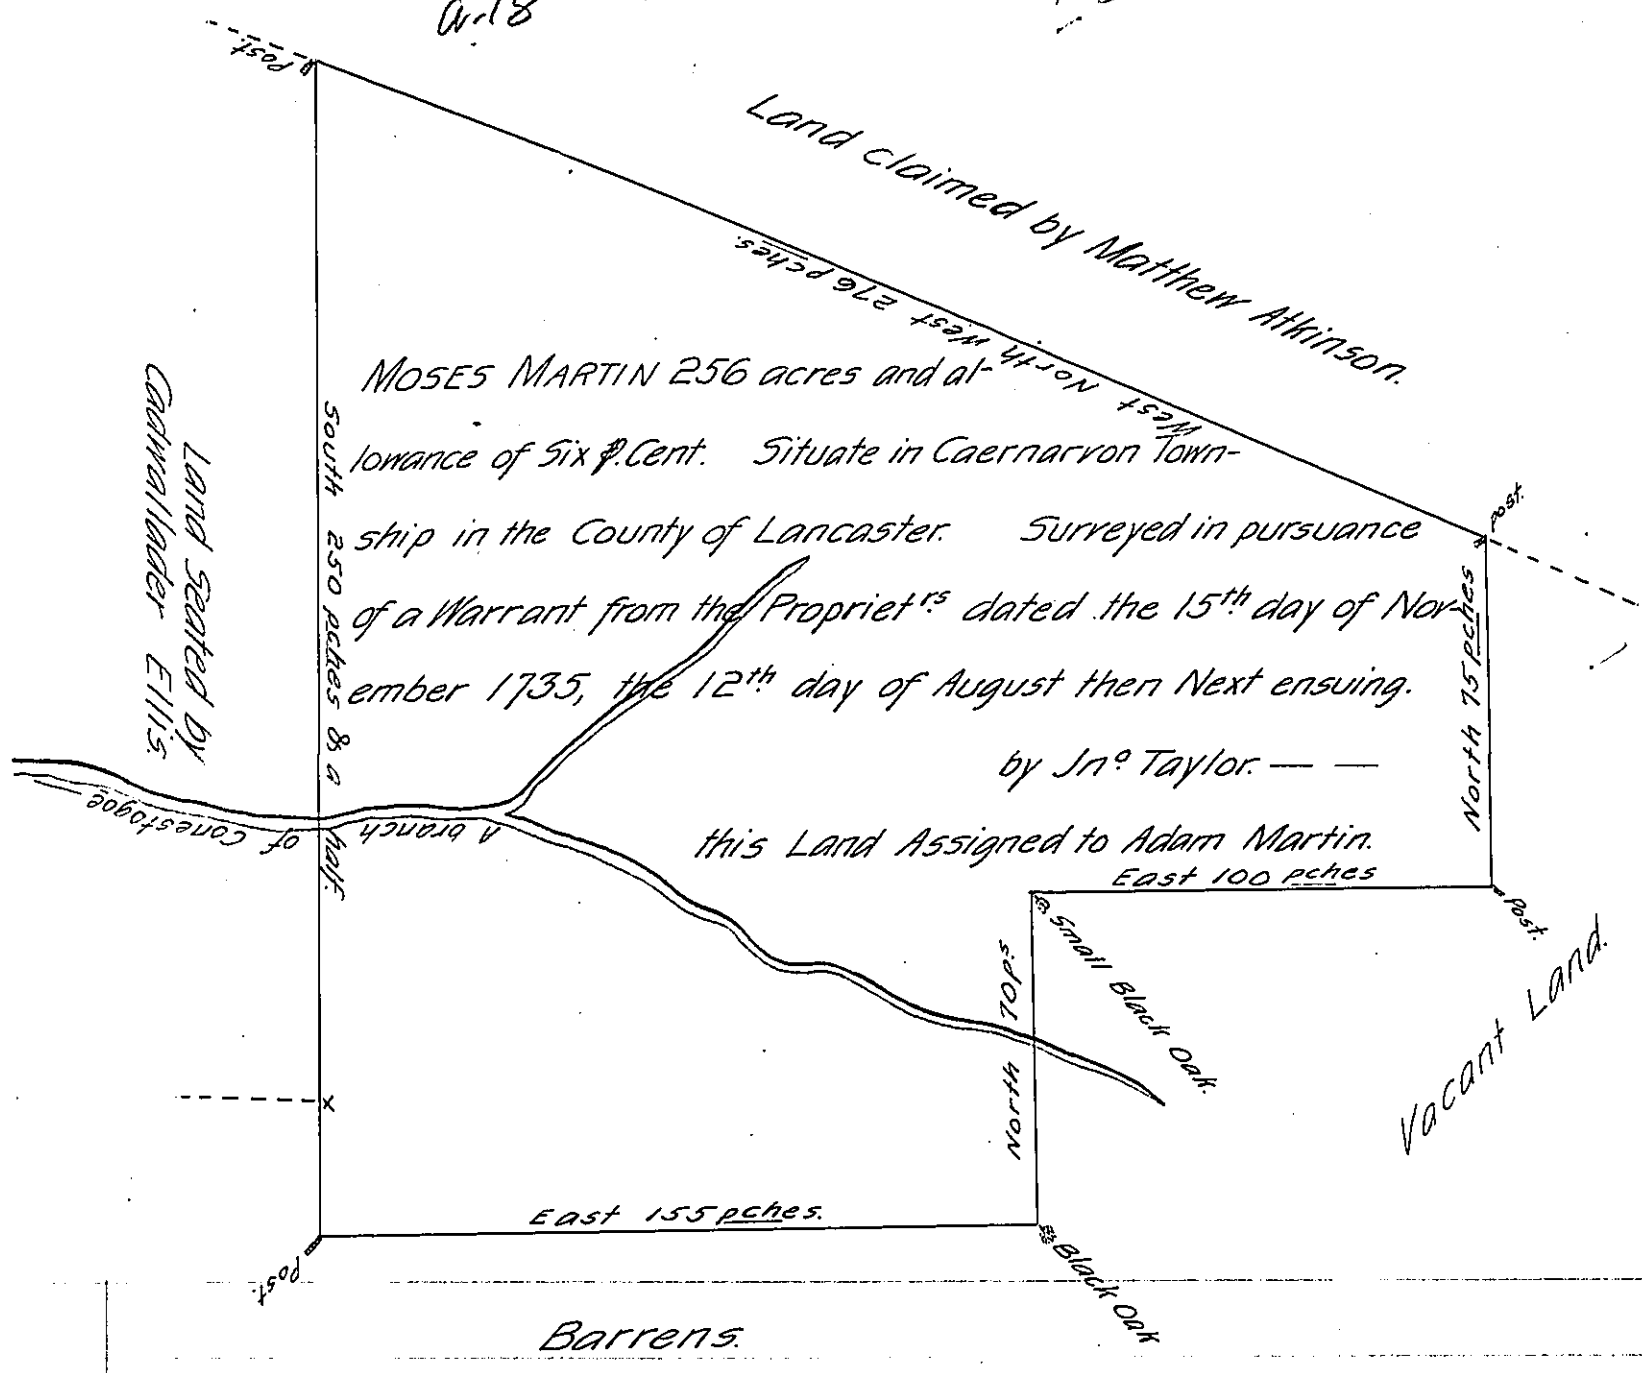 Post.
Land claimed by Matthew Atkinson.
West North West 276 pches.
MOSES MARTIN 256 acres and al-
lowance of Six ⅌.Cent. Situate in Caernarvon Town-
ship in the County of Lancaster. Surveyed in pursuance
of a Warrant from the Propriet.rs dated the 15th day of Nov-
ember 1735, the 12th day of August then Next ensuing.
by Jno Taylor. — —
this Land Assigned to Adam Martin.
Land Seated by
Cadwallader Ellis.
South 250 pches & a half.
post.
North 75 pches
A branch of Conestogoe
East 100 pches
Post.
Small Black Oak.
North 70 ps
Vacant Land.
East 155 pches.
Post.
Black Oak
Barrens.